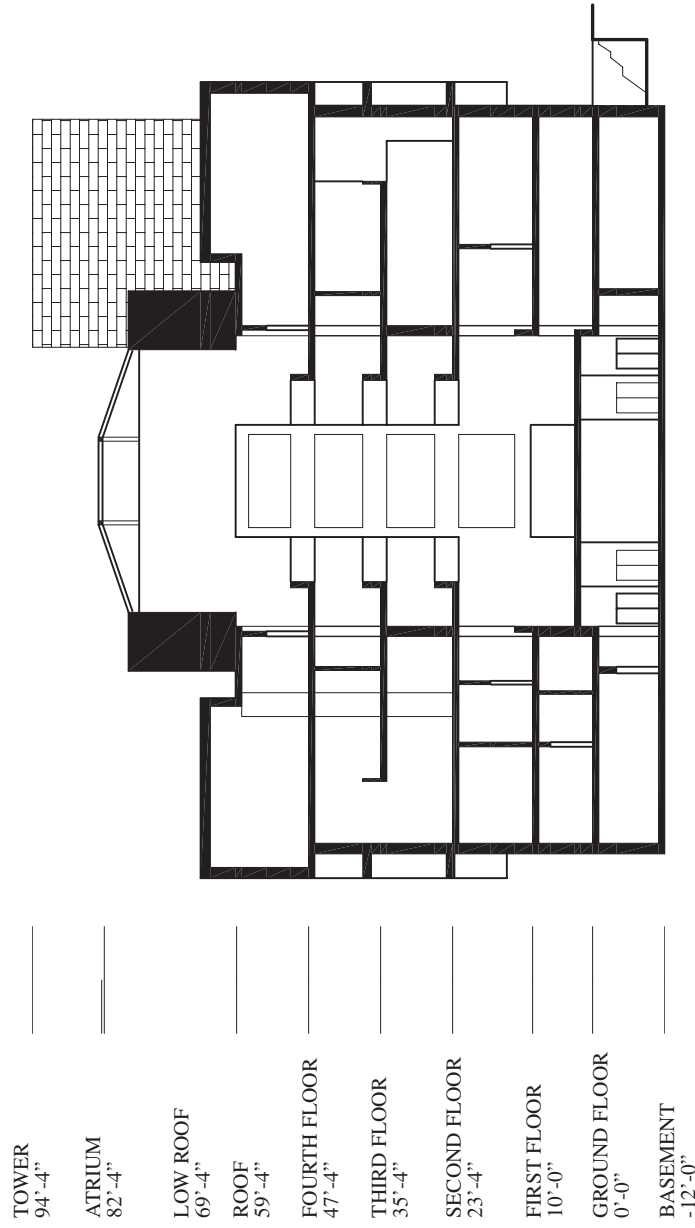 TOWER
94’-4”
ATRIUM
82’-4”
LOW ROOF
69’-4”
ROOF
59’-4”
FOURTH FLOOR
47’-4”
THIRD FLOOR
35’-4”
SECOND FLOOR
23’-4”
FIRST FLOOR
10’-0”
GROUND FLOOR
0’-0”
BASEMENT
-12’-0”